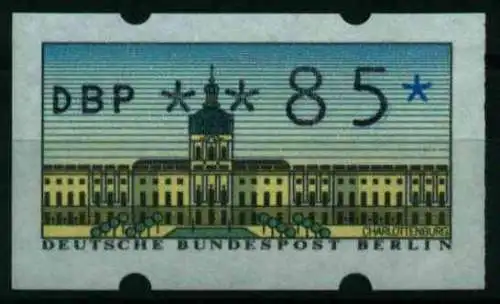 DBP ** 85*
CHARLOTTENBURG
DEUTSCHE BUNDESPOST BERLIN